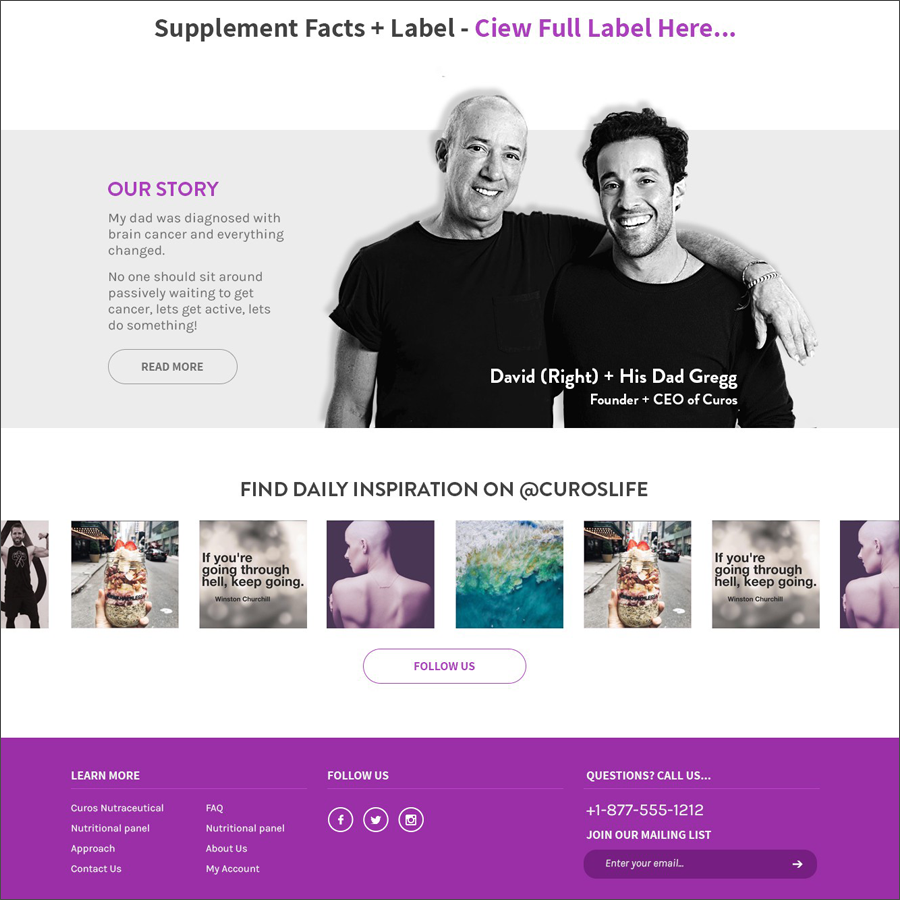 Supplement Facts + Label - Ciew Full Label Here...
OUR STORY
My dad was diagnosed with
brain cancer and everything
changed.
No one should sit around
passively waiting to get
cancer, lets get active, lets
do something!
READ MORE
David (Right) + His Dad Gregg
Founder + CEO of Curos
FIND DAILY INSPIRATION ON @CUROSLIFE
If you're
going through
hell, keep going.
Winston Churchill
If you're
going through
hell, keep going.
Winston Churchill
FOLLOW US
LEARN MORE
Curos Nutraceutical
Nutritional panel
Approach
Contact Us
FAQ
Nutritional panel
About Us
My Account
FOLLOW US
QUESTIONS? CALL US...
+1-877-555-1212
JOIN OUR MAILING LIST
Enter your email...